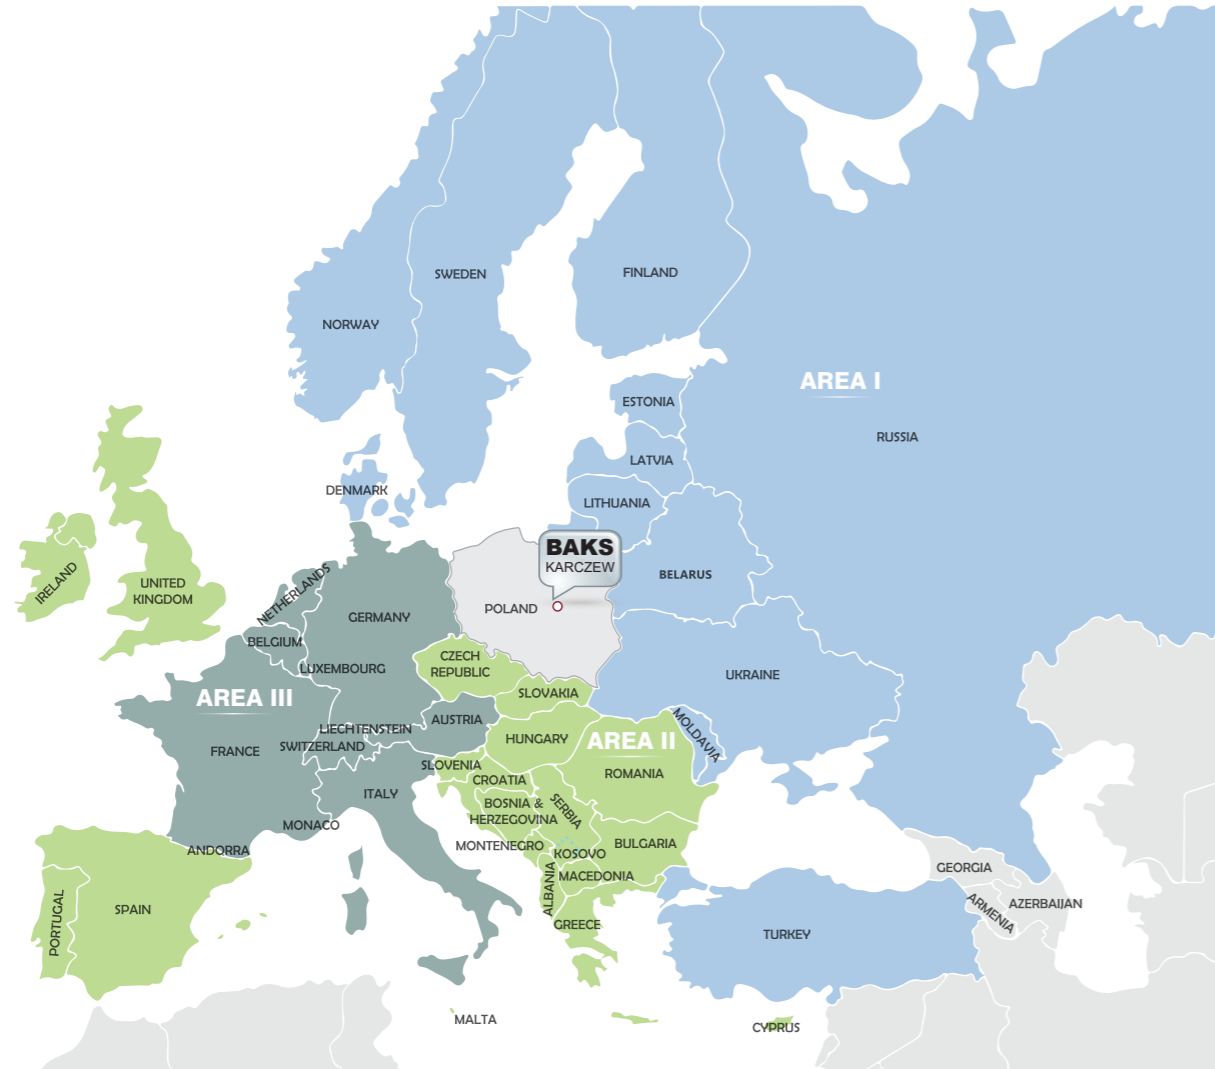 SWEDEN
FINLAND
NORWAY
AREA I
ESTONIA
RUSSIA
LATVIA
DENMARK
LITHUANIA
BAKS
KARCZEW
BELARUS
IRELAND
UNITED
KINGDOM
NETHERLANDS
GERMANY
POLAND
BELGIUM
LUXEMBOURG
CZECH
REPUBLIC
UKRAINE
SLOVAKIA
AREA III
LIECHTENSTEIN
AUSTRIA
SWITZERLAND
FRANCE
HUNGARY
AREA II
MOLDAVIA
SLOVENIA
ROMANIA
CROATIA
ITALY
BOSNIA &
HERZEGOVINA
SERBIA
MONACO
MONTENEGRO
ANDORRA
KOSOVO
BULGARIA
GEORGIA
ALBANIA
MACEDONIA
AZERBAIJAN
ARMENIA
PORTUGAL
SPAIN
GREECE
TURKEY
MALTA
CYPRUS